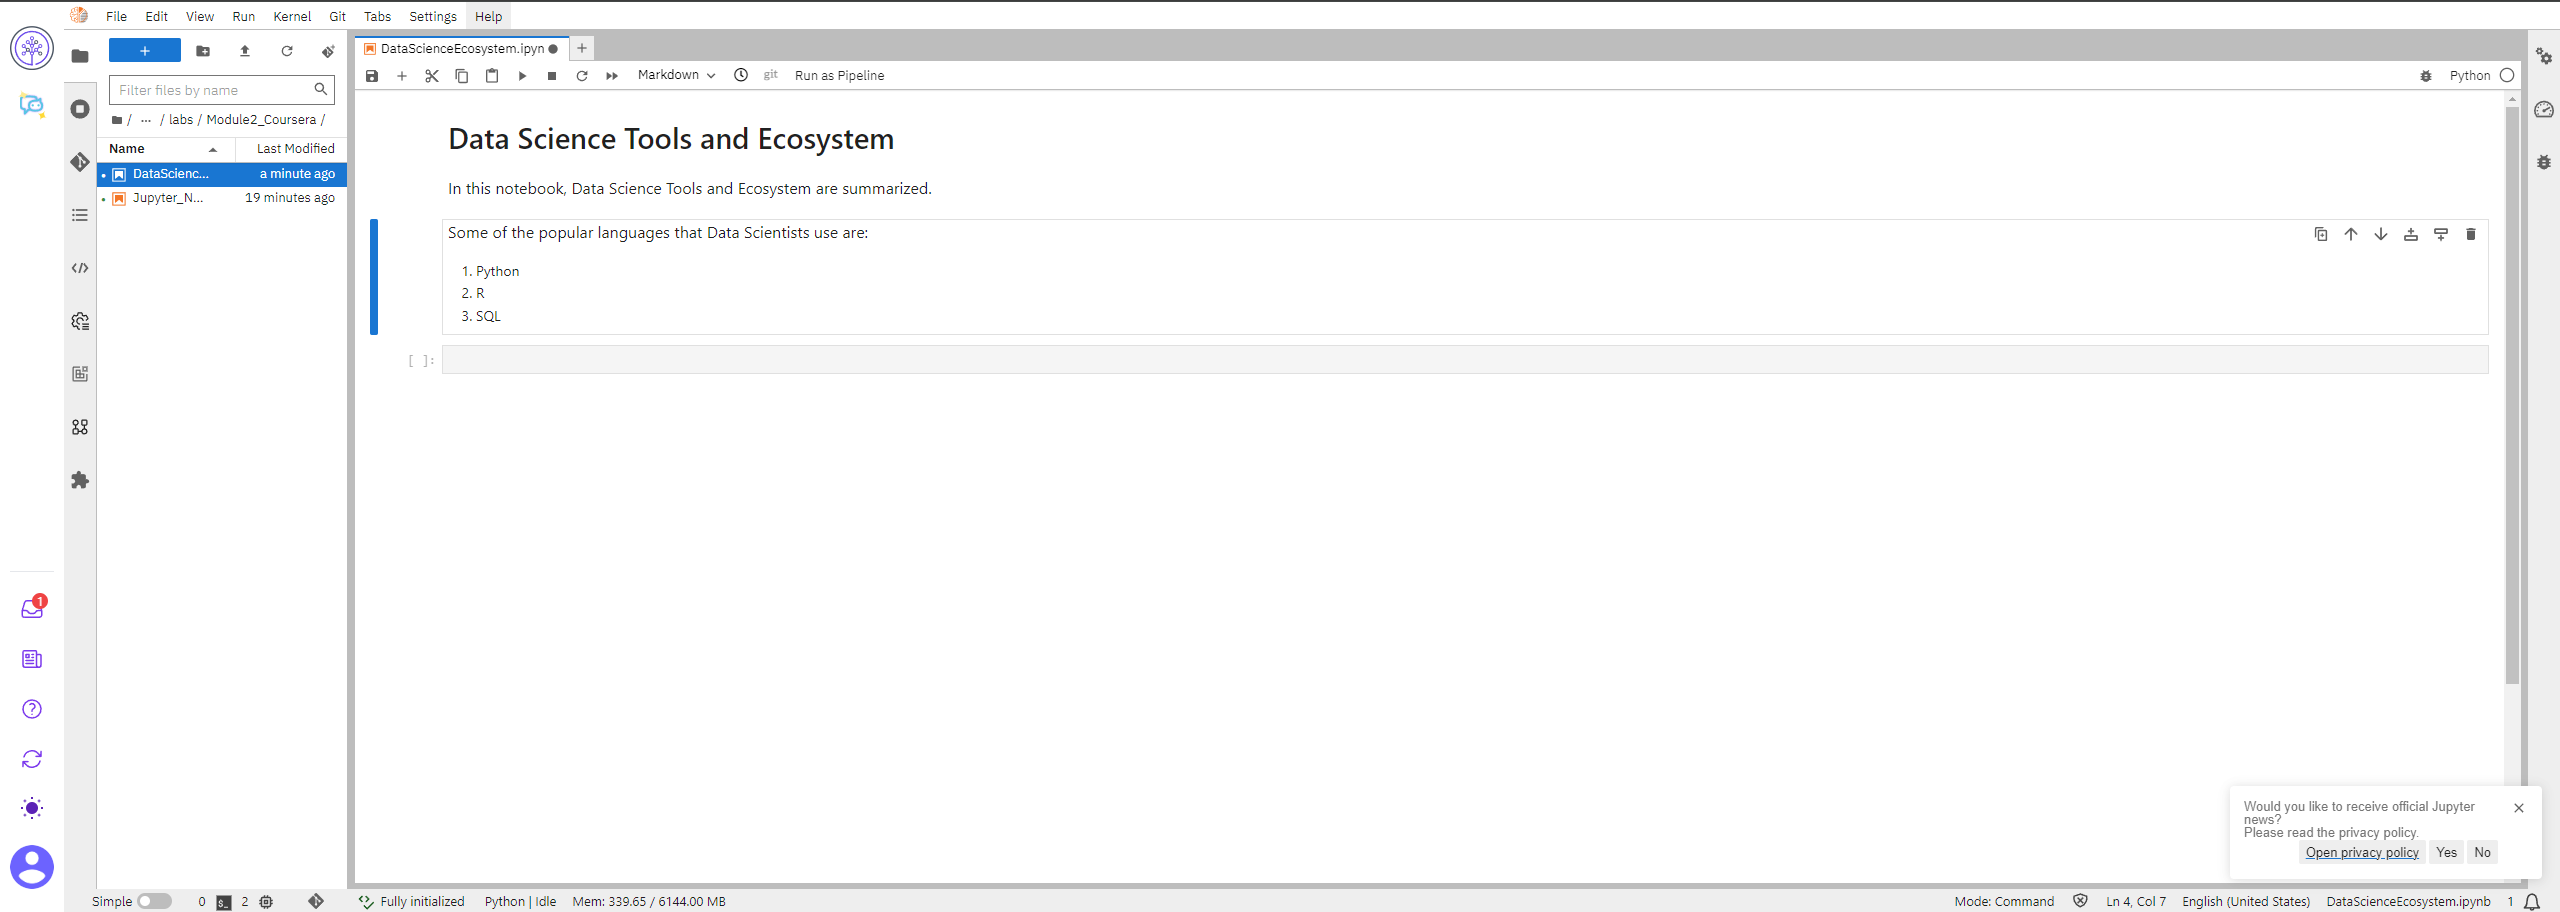 File Edit View Run Kernel Git Tabs Settings Help
+
Filter files by name
/ ... / labs / Module2_Coursera /
Name Last Modified
DataScienc... a minute ago
Jupyter_N... 19 minutes ago
DataScienceEcosystem.ipyn
Markdown git Run as Pipeline Python
Data Science Tools and Ecosystem
In this notebook, Data Science Tools and Ecosystem are summarized.
Some of the popular languages that Data Scientists use are:
1. Python
2. R
3. SQL
[ ]:
1
Would you like to receive official Jupyter
news?
Please read the privacy policy.
Open privacy policy Yes No
Simple 0 $_ 2 Fully initialized Python | Idle Mem: 339.65 / 6144.00 MB Mode: Command Ln 4, Col 7 English (United States) DataScienceEcosystem.ipynb 1